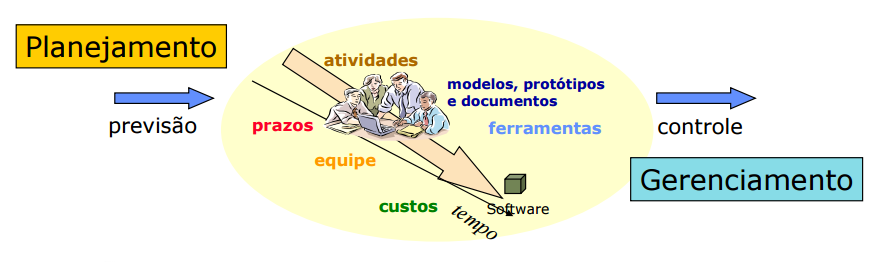 Planejamento
previsão
atividades
modelos, protótipos
e documentos
prazos
ferramentas
equipe
custos
tempo
Software
controle
Gerenciamento